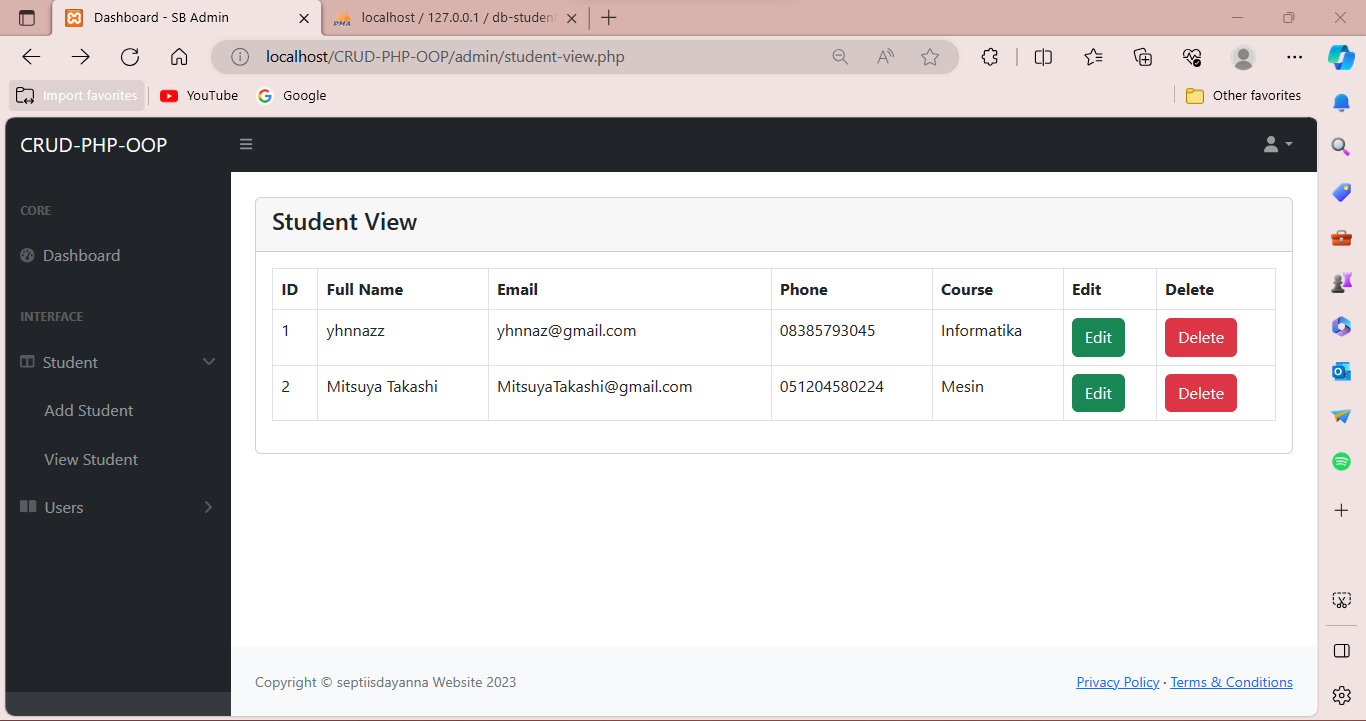 Dashboard - SB Admin
localhost / 127.0.0.1 / db-studen
localhost/CRUD-PHP-OOP/admin/student-view.php
Import favorites YouTube Google Other favorites
CRUD-PHP-OOP
CORE
Dashboard
INTERFACE
Student
Add Student
View Student
Users
Student View
ID Full Name Email Phone Course Edit Delete
1 yhnnazz yhnnaz@gmail.com 08385793045 Informatika Edit Delete
2 Mitsuya Takashi MitsuyaTakashi@gmail.com 051204580224 Mesin Edit Delete
Copyright © septiisdayanna Website 2023
Privacy Policy · Terms & Conditions